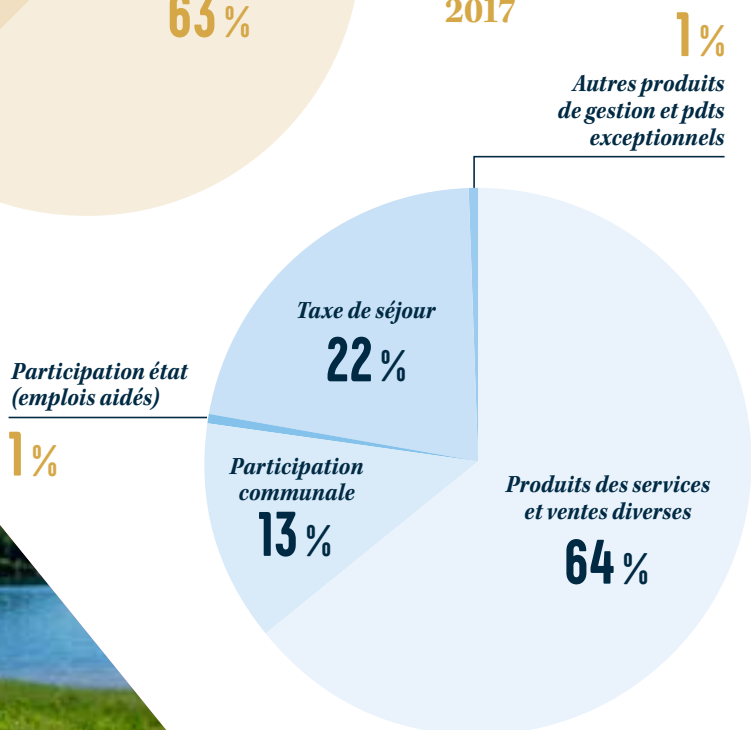 63 %
2017
1 %
Autres produits
de gestion et pdts
exceptionnels
Taxe de séjour
22 %
Participation état
(emplois aidés)
1 %
Participation
communale
13 %
Produits des services
et ventes diverses
64 %